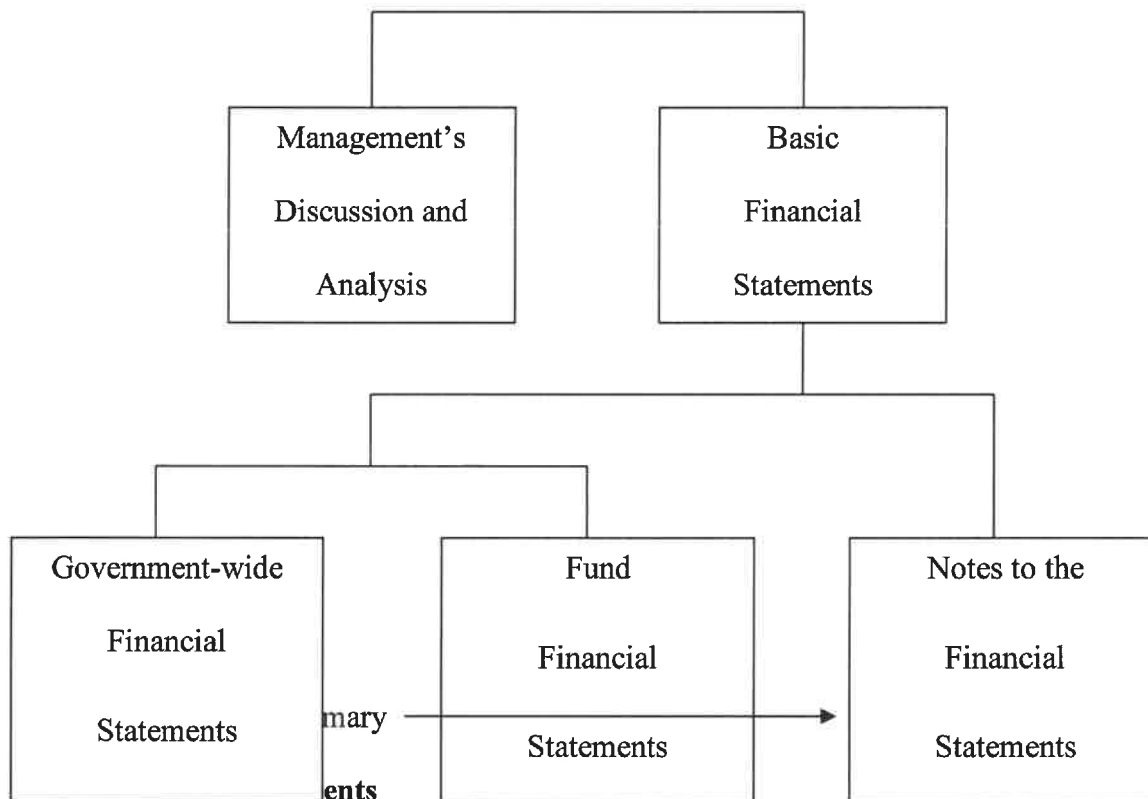 Management’s
Discussion and
Analysis
Basic
Financial
Statements
Government-wide
Financial
Statements
Fund
Financial
Statements
Notes to the
Financial
Statements
mary
ents